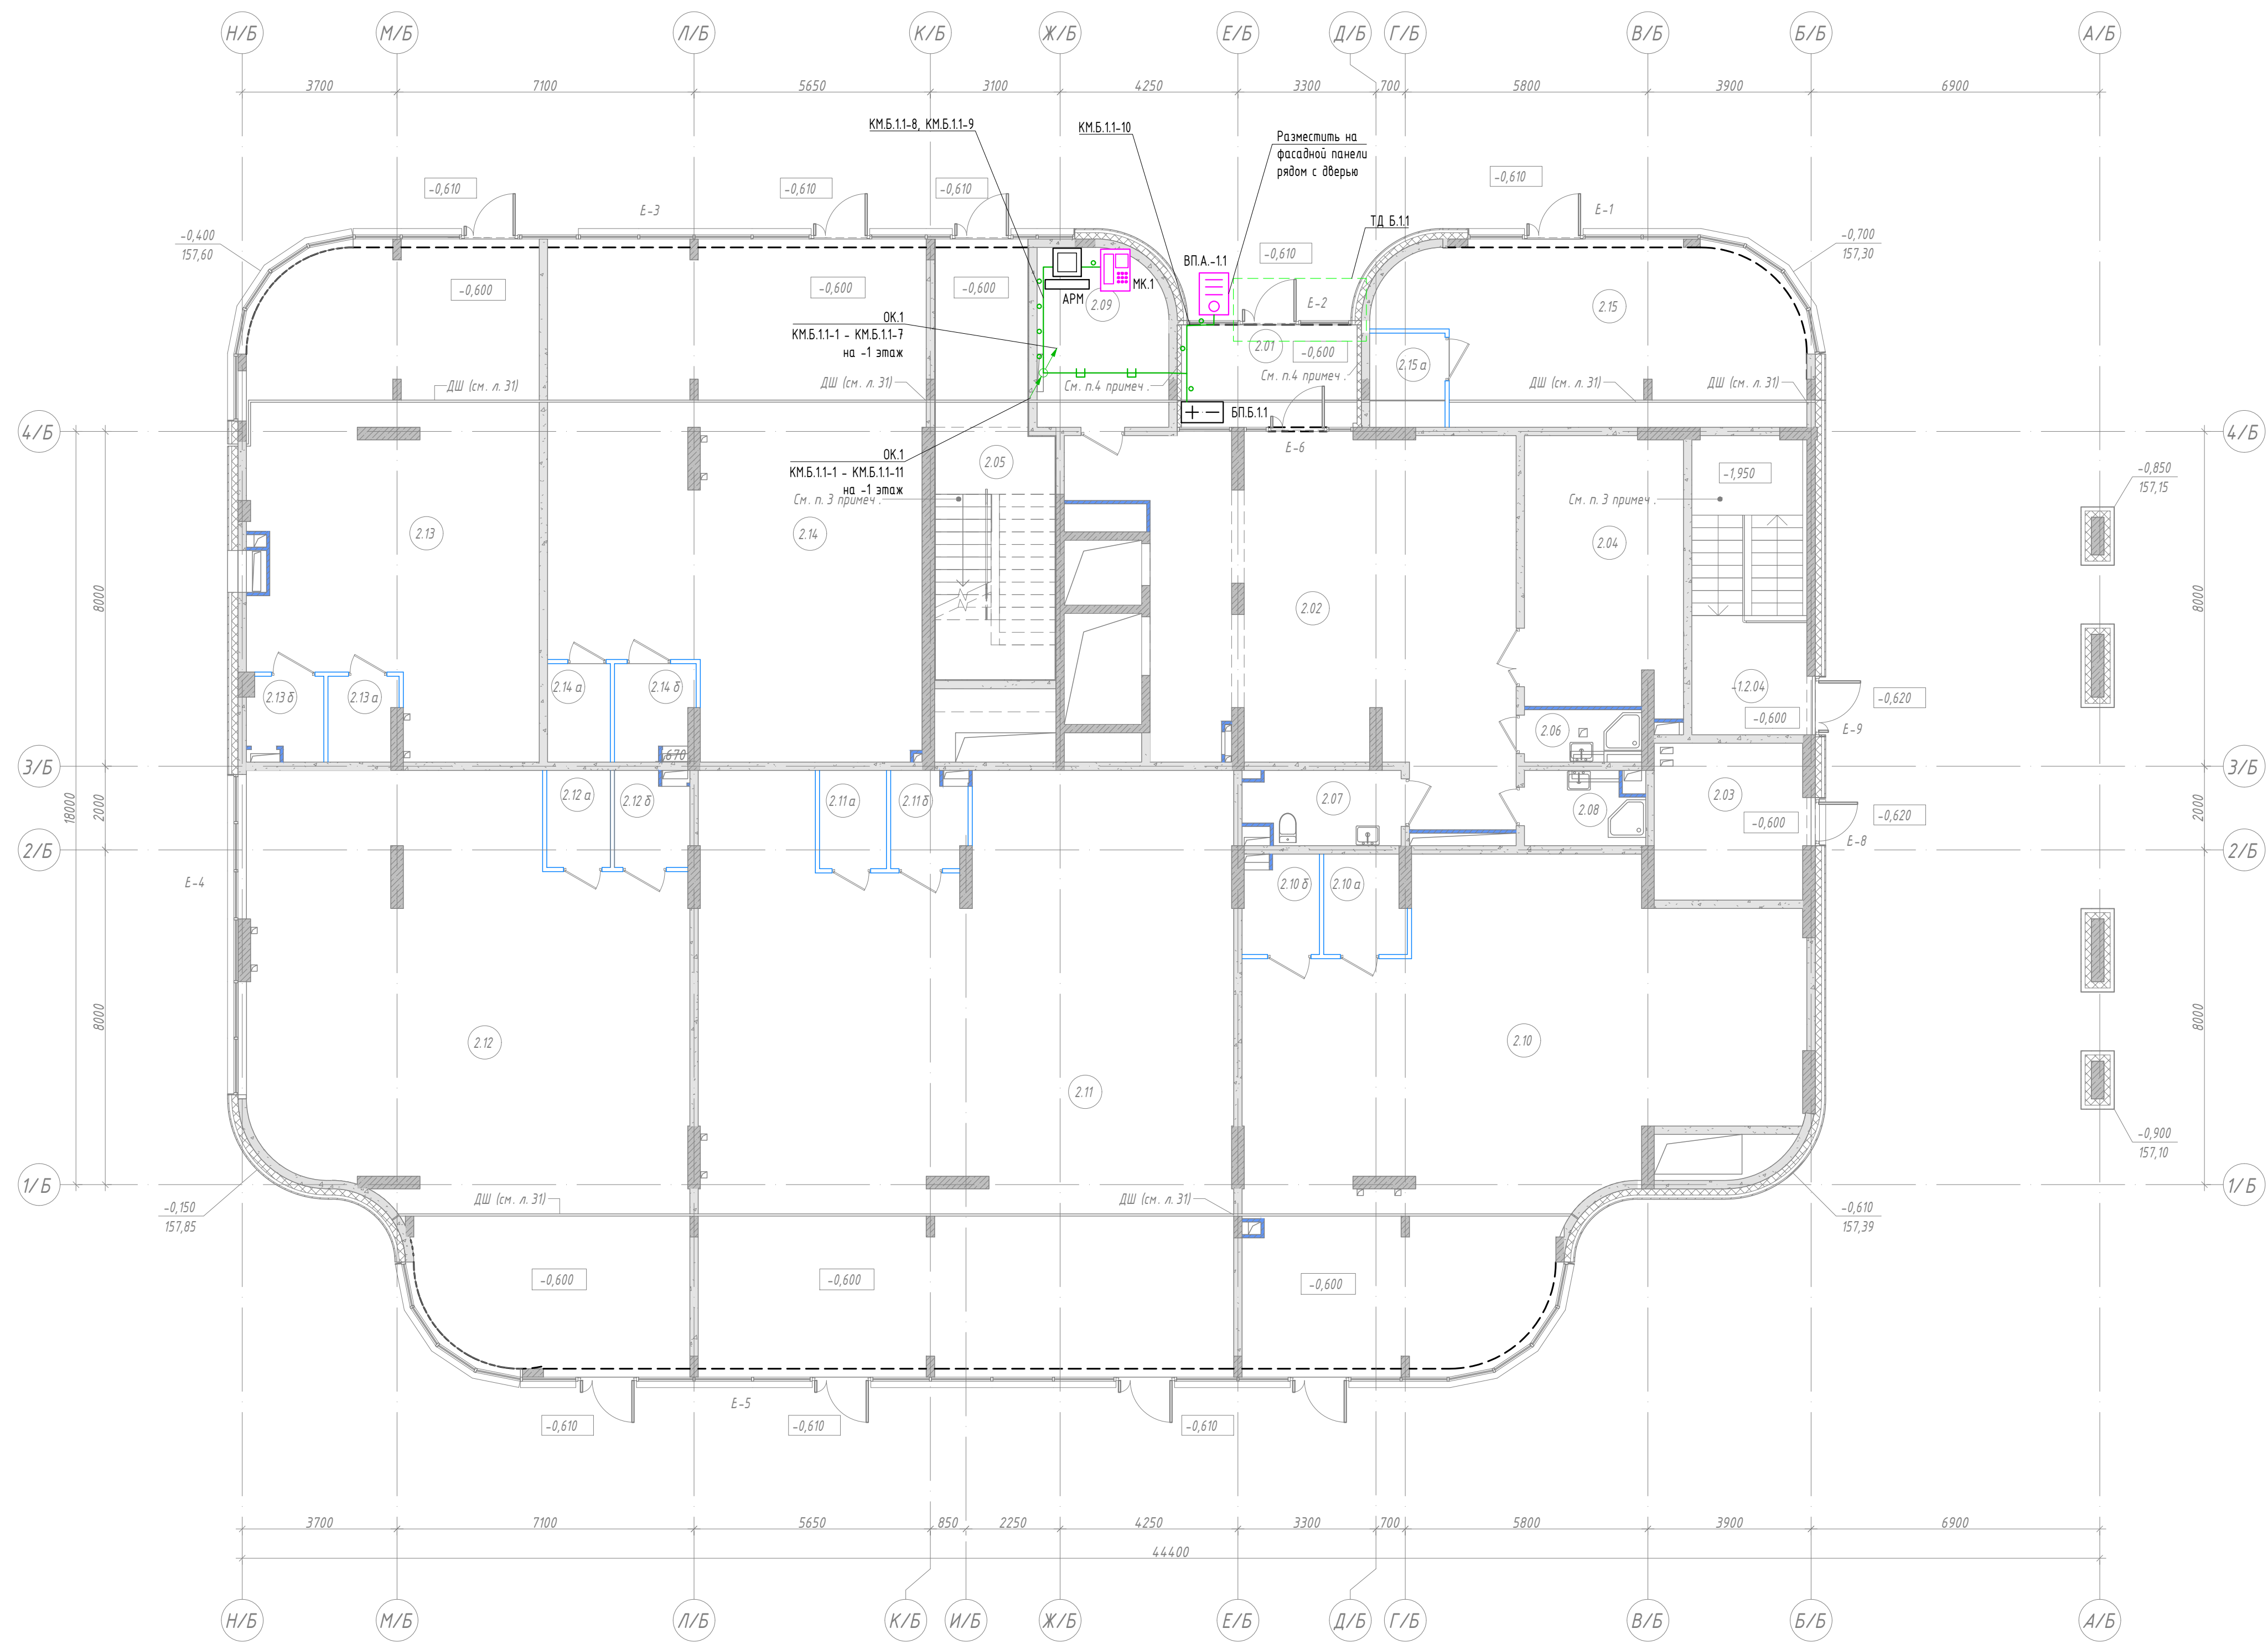 Н/Б М/Б Л/Б К/Б Ж/Б Е/Б Д/Б Г/Б В/Б Б/Б А/Б
3700 7100 5650 3100 4250 3300 700 5800 3900 6900
КМ.Б.1.1-8, КМ.Б.1.1-9
КМ.Б.1.1-10
Разместить на
фасадной панели
рядом с дверью
-0,610
-0,610
-0,610
-0,610
Е-3
Е-1
ТД Б.1.1
-0,400
157,60
-0,700
157,30
-0,610
ВП.А.-1.1
МК.1
АРМ
2.09
Е-2
2.15
-0,600
-0,600
-0,600
ОК.1
КМ.Б.1.1-1 - КМ.Б.1.1-7
на -1 этаж
2.01
-0,600
2.15 а
См. п.4 примеч .
См. п.4 примеч .
ДШ (см. л. 31)
ДШ (см. л. 31)
ДШ (см. л. 31)
ДШ (см. л. 31)
БП.Б.1.1
4/Б
4/Б
Е-6
ОК.1
КМ.Б.1.1-1 - КМ.Б.1.1-11
на -1 этаж
См. п. 3 примеч .
2.05
-1,950
См. п. 3 примеч .
-0,850
157,15
2.13
2.14
2.04
2.02
8000
8000
2.13 б
2.13 а
2.14 а
2.14 б
-1.2.04
-0,620
-0,600
2.06
Е-9
670
3/Б
3/Б
2.12 а
2.12 б
2.11 а
2.11 б
2.07
2.08
2.03
-0,600
-0,620
18000
2000
2000
Е-8
2/Б
2/Б
Е-4
2.10 б
2.10 а
8000
8000
2.12
2.11
2.10
-0,900
157,10
1/Б
1/Б
ДШ (см. л. 31)
ДШ (см. л. 31)
-0,150
157,85
-0,610
157,39
-0,600
-0,600
-0,600
Е-5
-0,610
-0,610
-0,610
3700 7100 5650 850 2250 4250 3300 700 5800 3900 6900
44400
Н/Б М/Б Л/Б К/Б И/Б Ж/Б Е/Б Д/Б Г/Б В/Б Б/Б А/Б